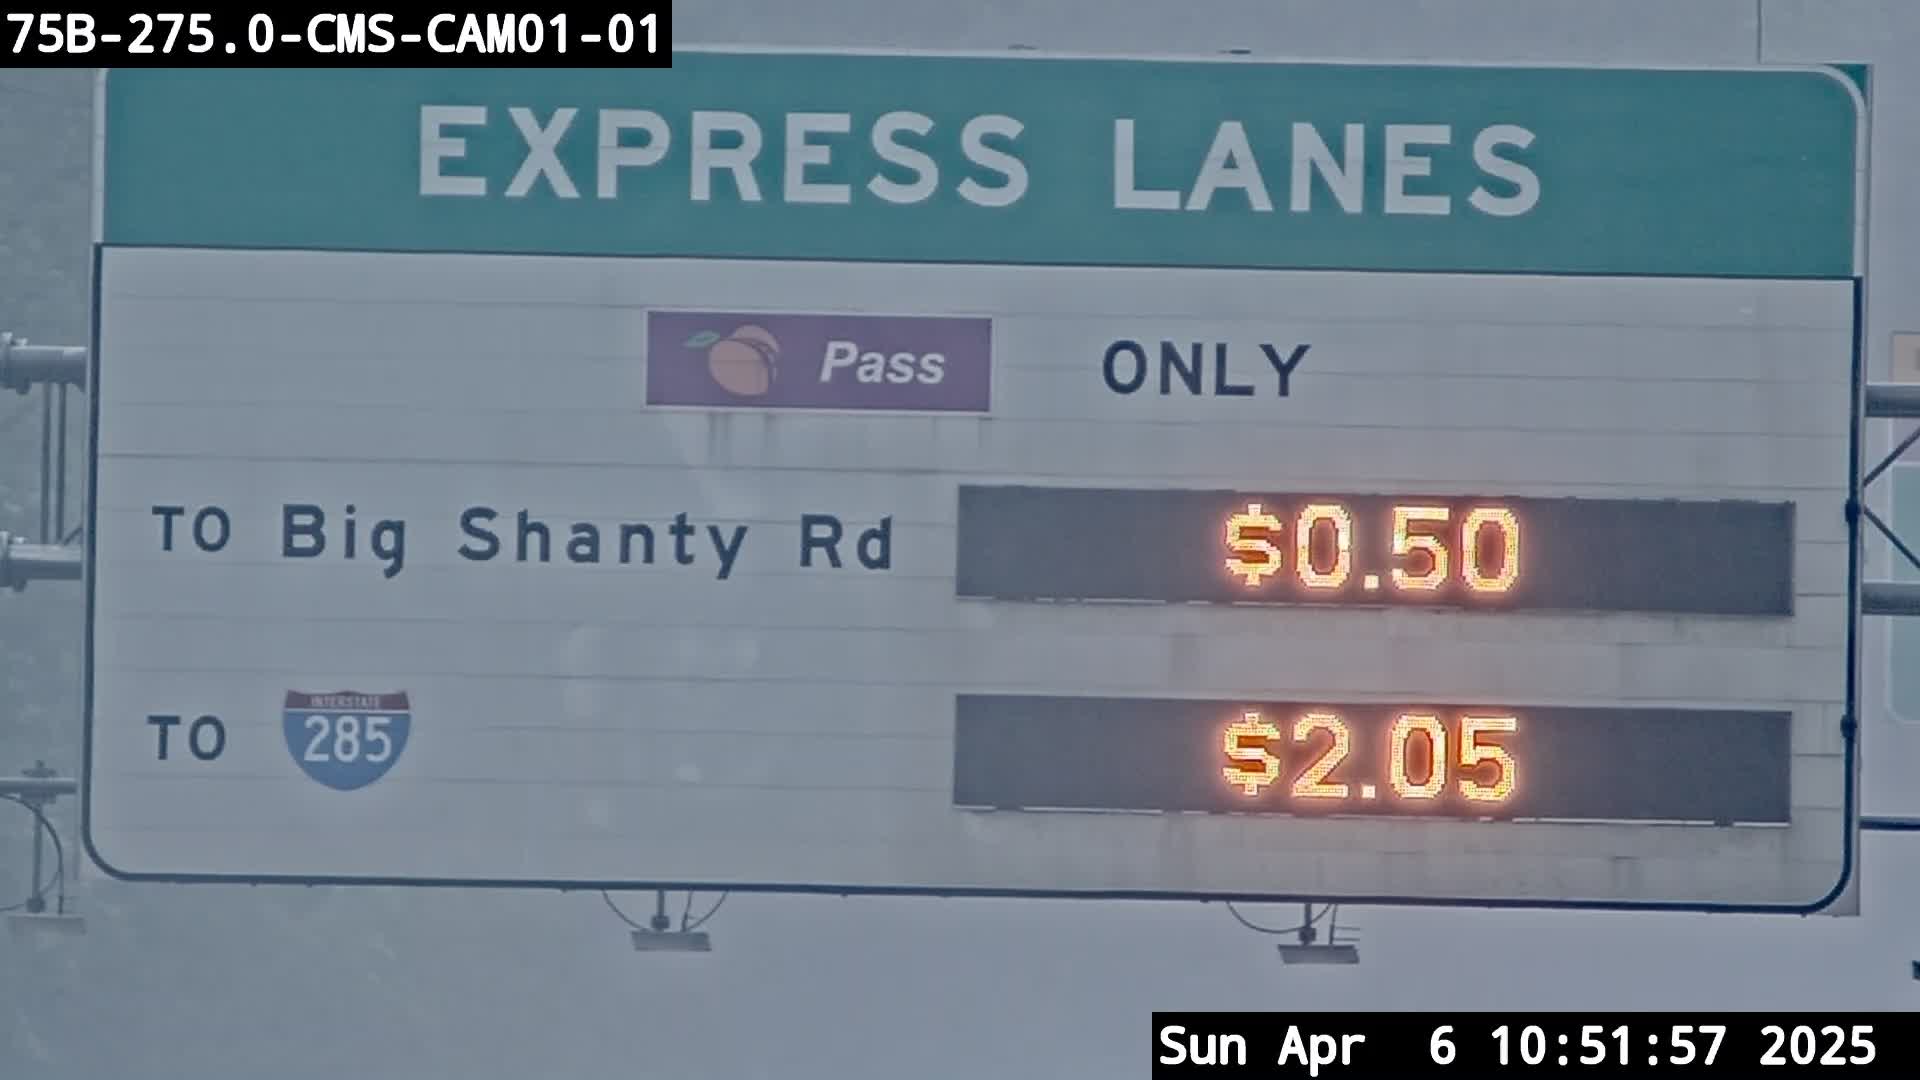 75B-275.0-CMS-CAM01-01
EXPRESS LANES
Pass ONLY
TO Big Shanty Rd $0.50
INTERSTATE
TO 285 $2.05
Sun Apr 6 10:51:57 2025